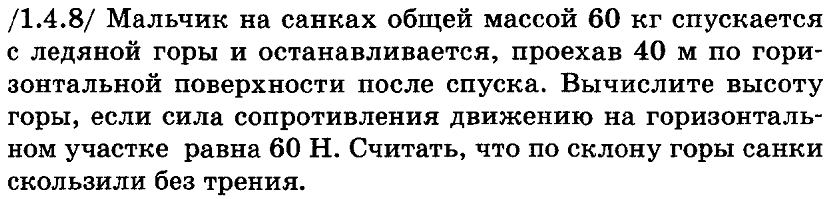 /1.4.8/ Мальчик на санках общей массой 60 кг спускается
с ледяной горы и останавливается, проехав 40 м по гори-
зонтальной поверхности после спуска. Вычислите высоту
горы, если сила сопротивления движению на горизонталь-
ном участке равна 60 Н. Считать, что по склону горы санки
скользили без трения.